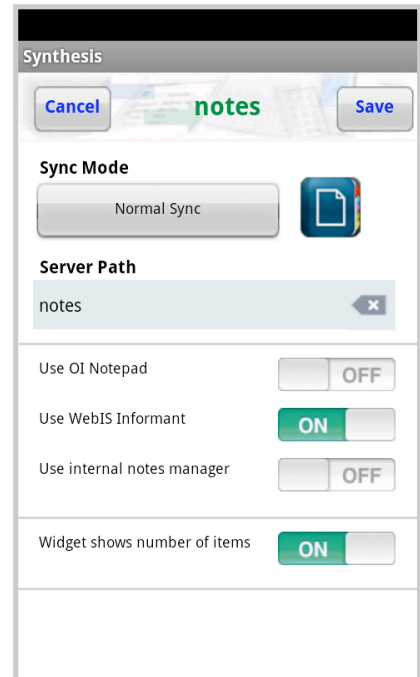 Synthesis
Cancel notes Save
Sync Mode
Normal Sync
Server Path
notes
Use OI Notepad OFF
Use WebIS Informant ON
Use internal notes manager OFF
Widget shows number of items ON